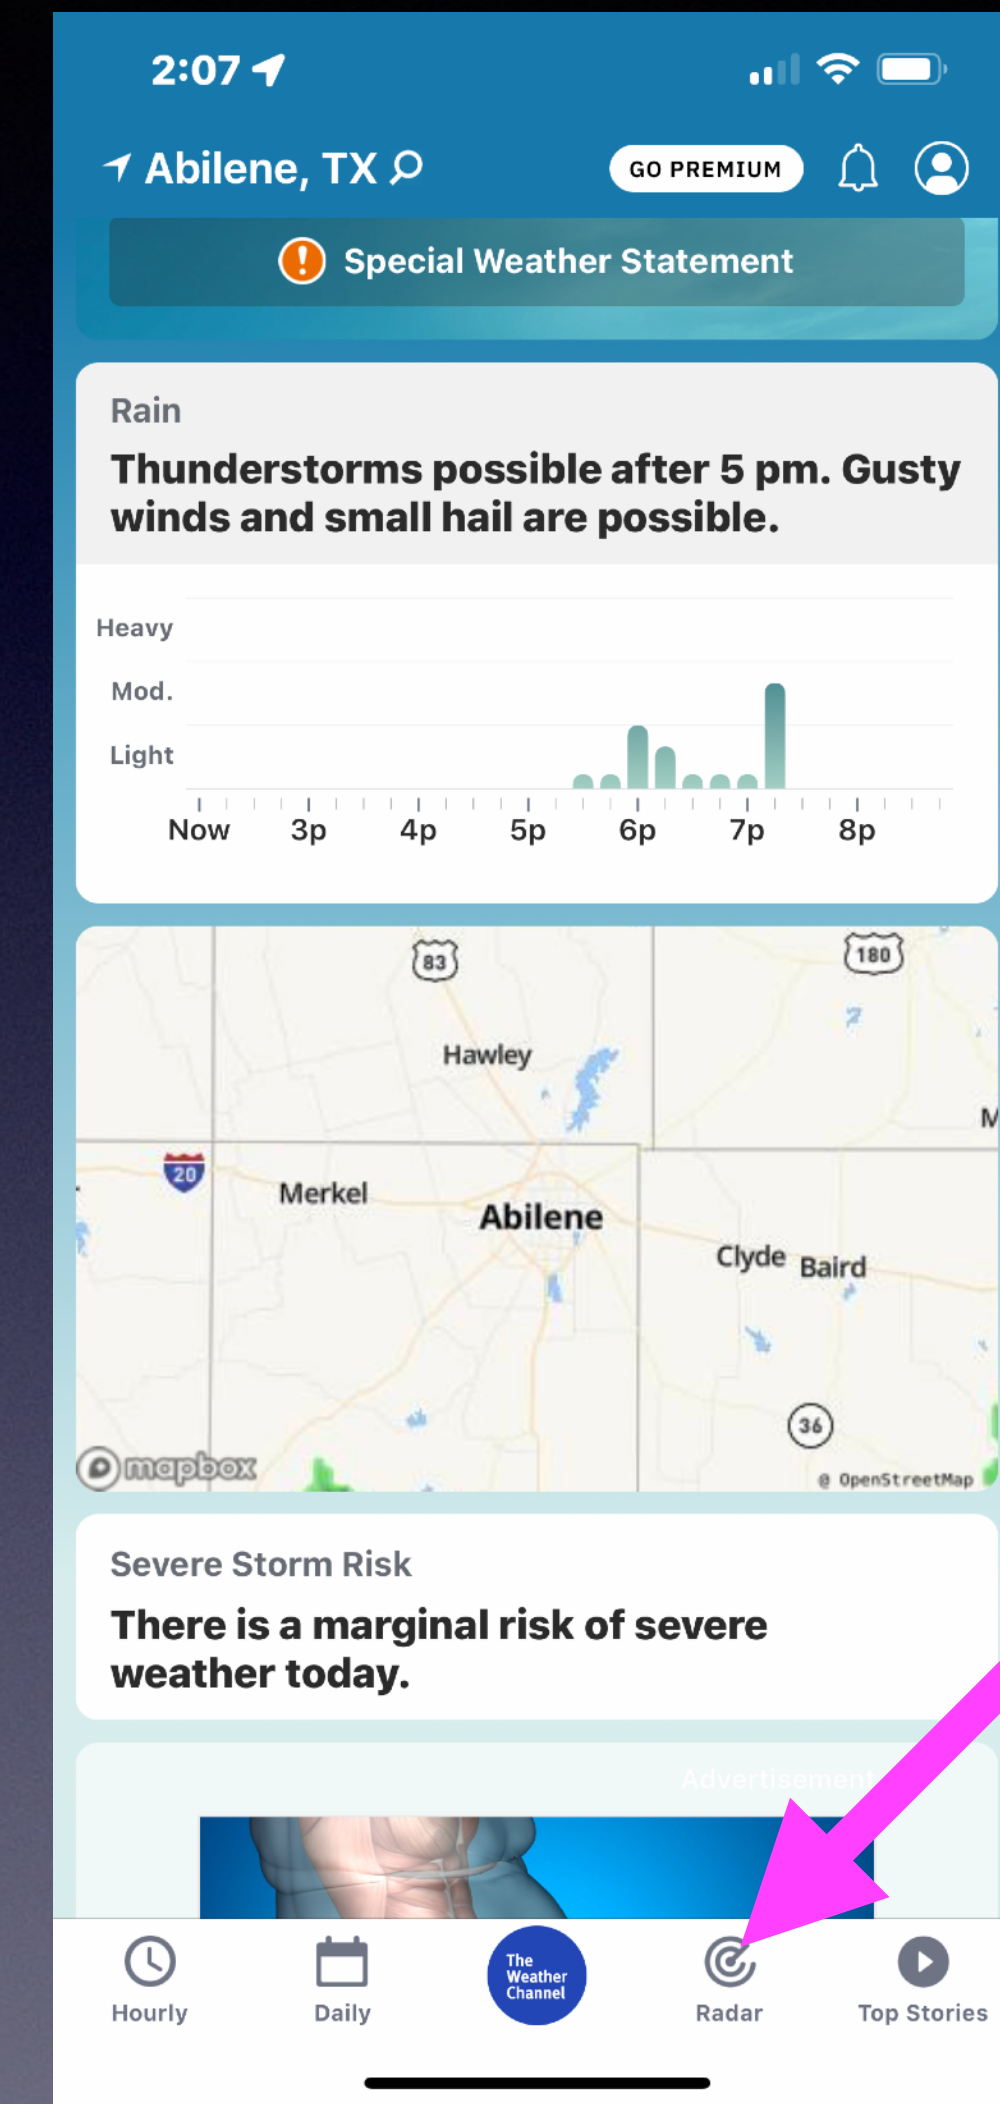 2:07
Abilene, TX
GO PREMIUM
Special Weather Statement
Rain
Thunderstorms possible after 5 pm. Gusty
winds and small hail are possible.
Heavy
Mod.
Light
Now 3p 4p 5p 6p 7p 8p
83
180
Hawley
M
20
Merkel
Abilene
Clyde
Baird
36
mapbox
© OpenStreetMap
Severe Storm Risk
There is a marginal risk of severe
weather today.
Advertisement
The
Weather
Channel
Hourly
Daily
Radar
Top Stories